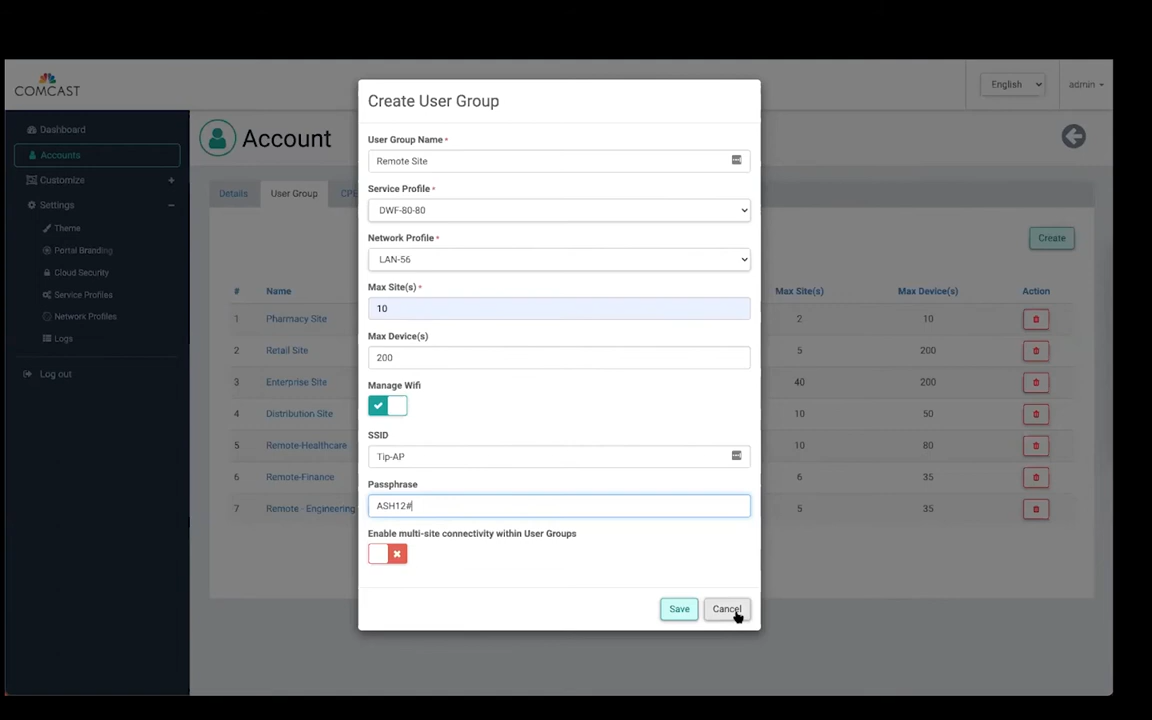 COMCAST
English
admin
Dashboard
Accounts
Customize +
Settings −
Theme
Portal Branding
Cloud Security
Service Profiles
Network Profiles
Logs
Log out
Account
Details User Group CPE
Create
# Name Max Site(s) Max Device(s) Action
1 Pharmacy Site 2 10
2 Retail Site 5 200
3 Enterprise Site 40 200
4 Distribution Site 10 50
5 Remote-Healthcare 10 80
6 Remote-Finance 6 35
7 Remote - Engineering 5 35
Create User Group
User Group Name *
Remote Site
Service Profile *
DWF-80-80
Network Profile *
LAN-56
Max Site(s) *
10
Max Device(s)
200
Manage Wifi
SSID
Tip-AP
Passphrase
ASH12#
Enable multi-site connectivity within User Groups
Save Cancel